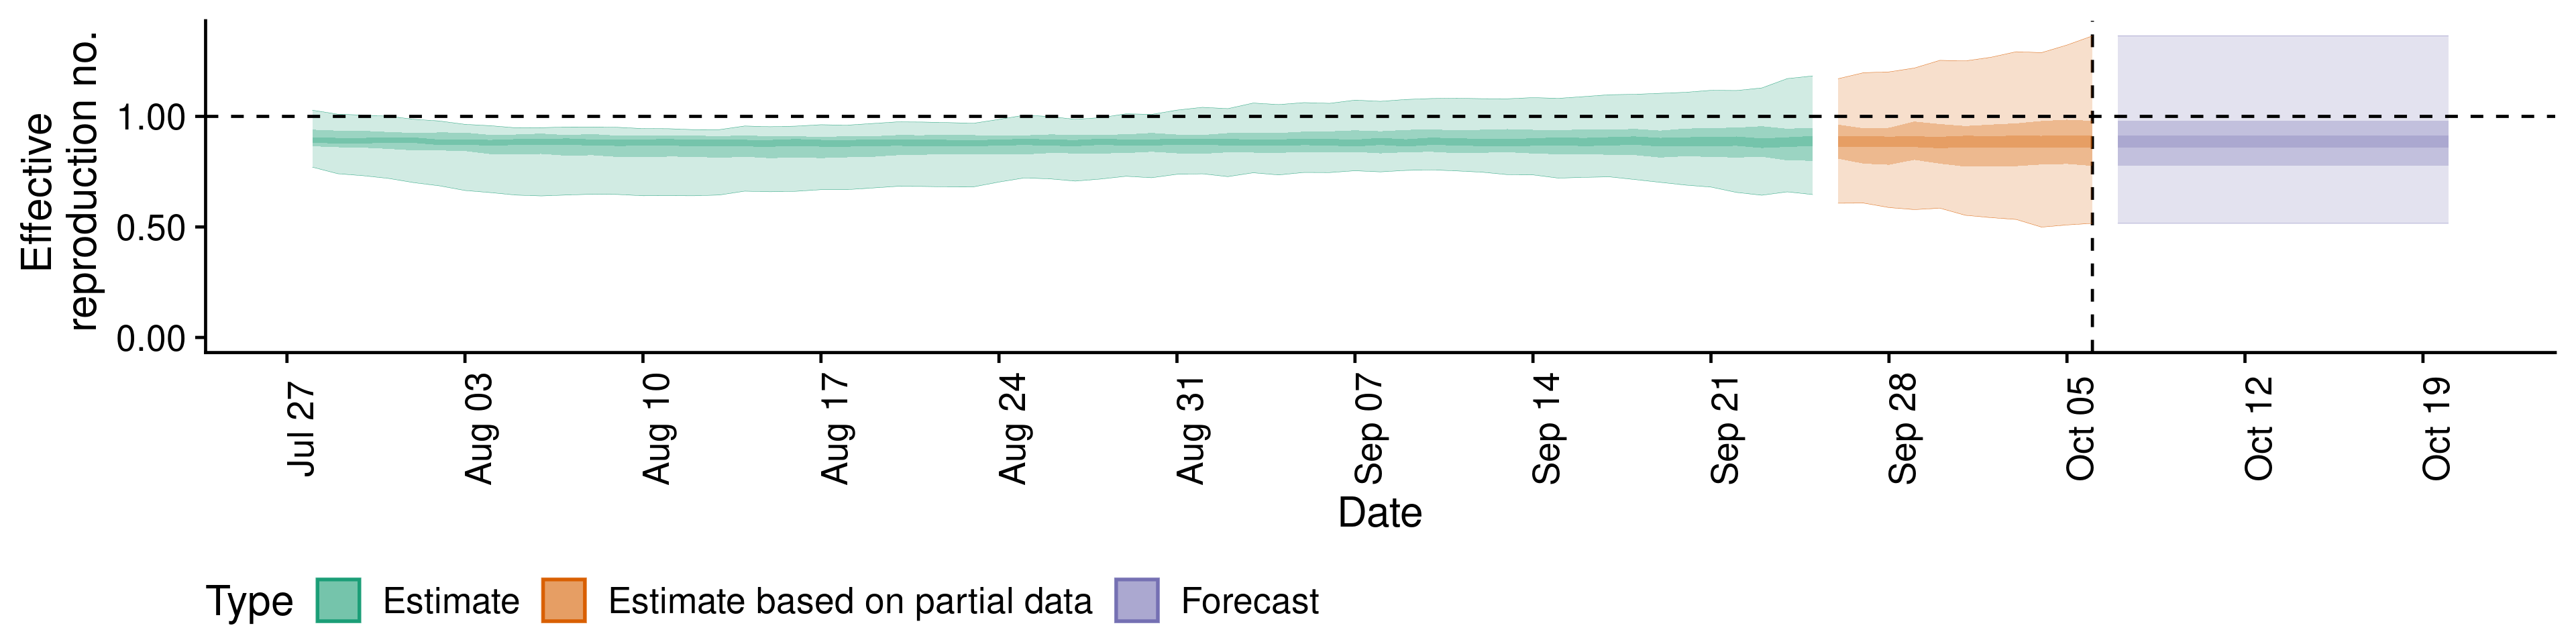 Effective
reproduction no.
1.00
0.50
0.00
Jul 27
Aug 03
Aug 10
Aug 17
Aug 24
Aug 31
Sep 07
Sep 14
Sep 21
Sep 28
Oct 05
Oct 12
Oct 19
Date
Type Estimate Estimate based on partial data Forecast